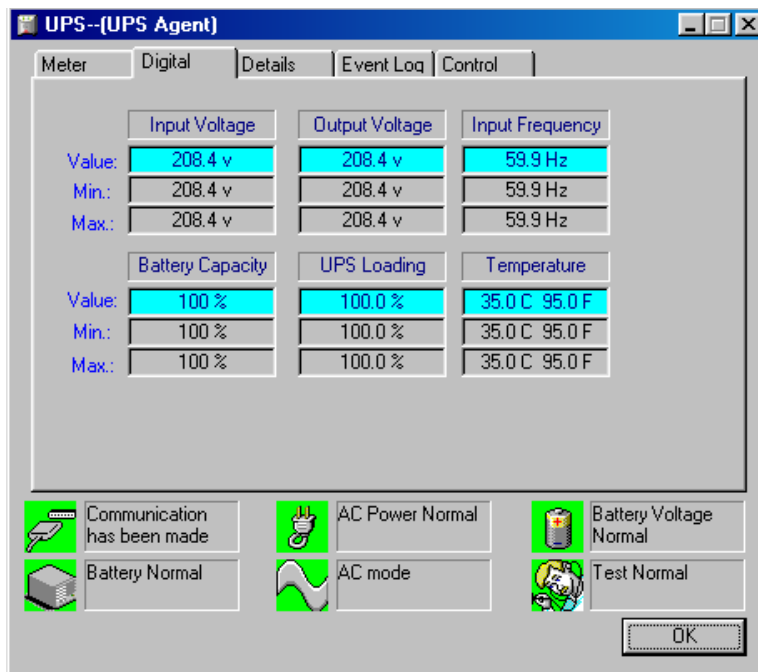 UPS--(UPS Agent)
Meter Digital Details Event Log Control
Input Voltage Output Voltage Input Frequency
Value: 208.4 v 208.4 v 59.9 Hz
Min.: 208.4 v 208.4 v 59.9 Hz
Max.: 208.4 v 208.4 v 59.9 Hz
Battery Capacity UPS Loading Temperature
Value: 100 % 100.0 % 35.0 C 95.0 F
Min.: 100 % 100.0 % 35.0 C 95.0 F
Max.: 100 % 100.0 % 35.0 C 95.0 F
Communication
has been made
AC Power Normal
Battery Voltage
Normal
Battery Normal
AC mode
Test Normal
OK